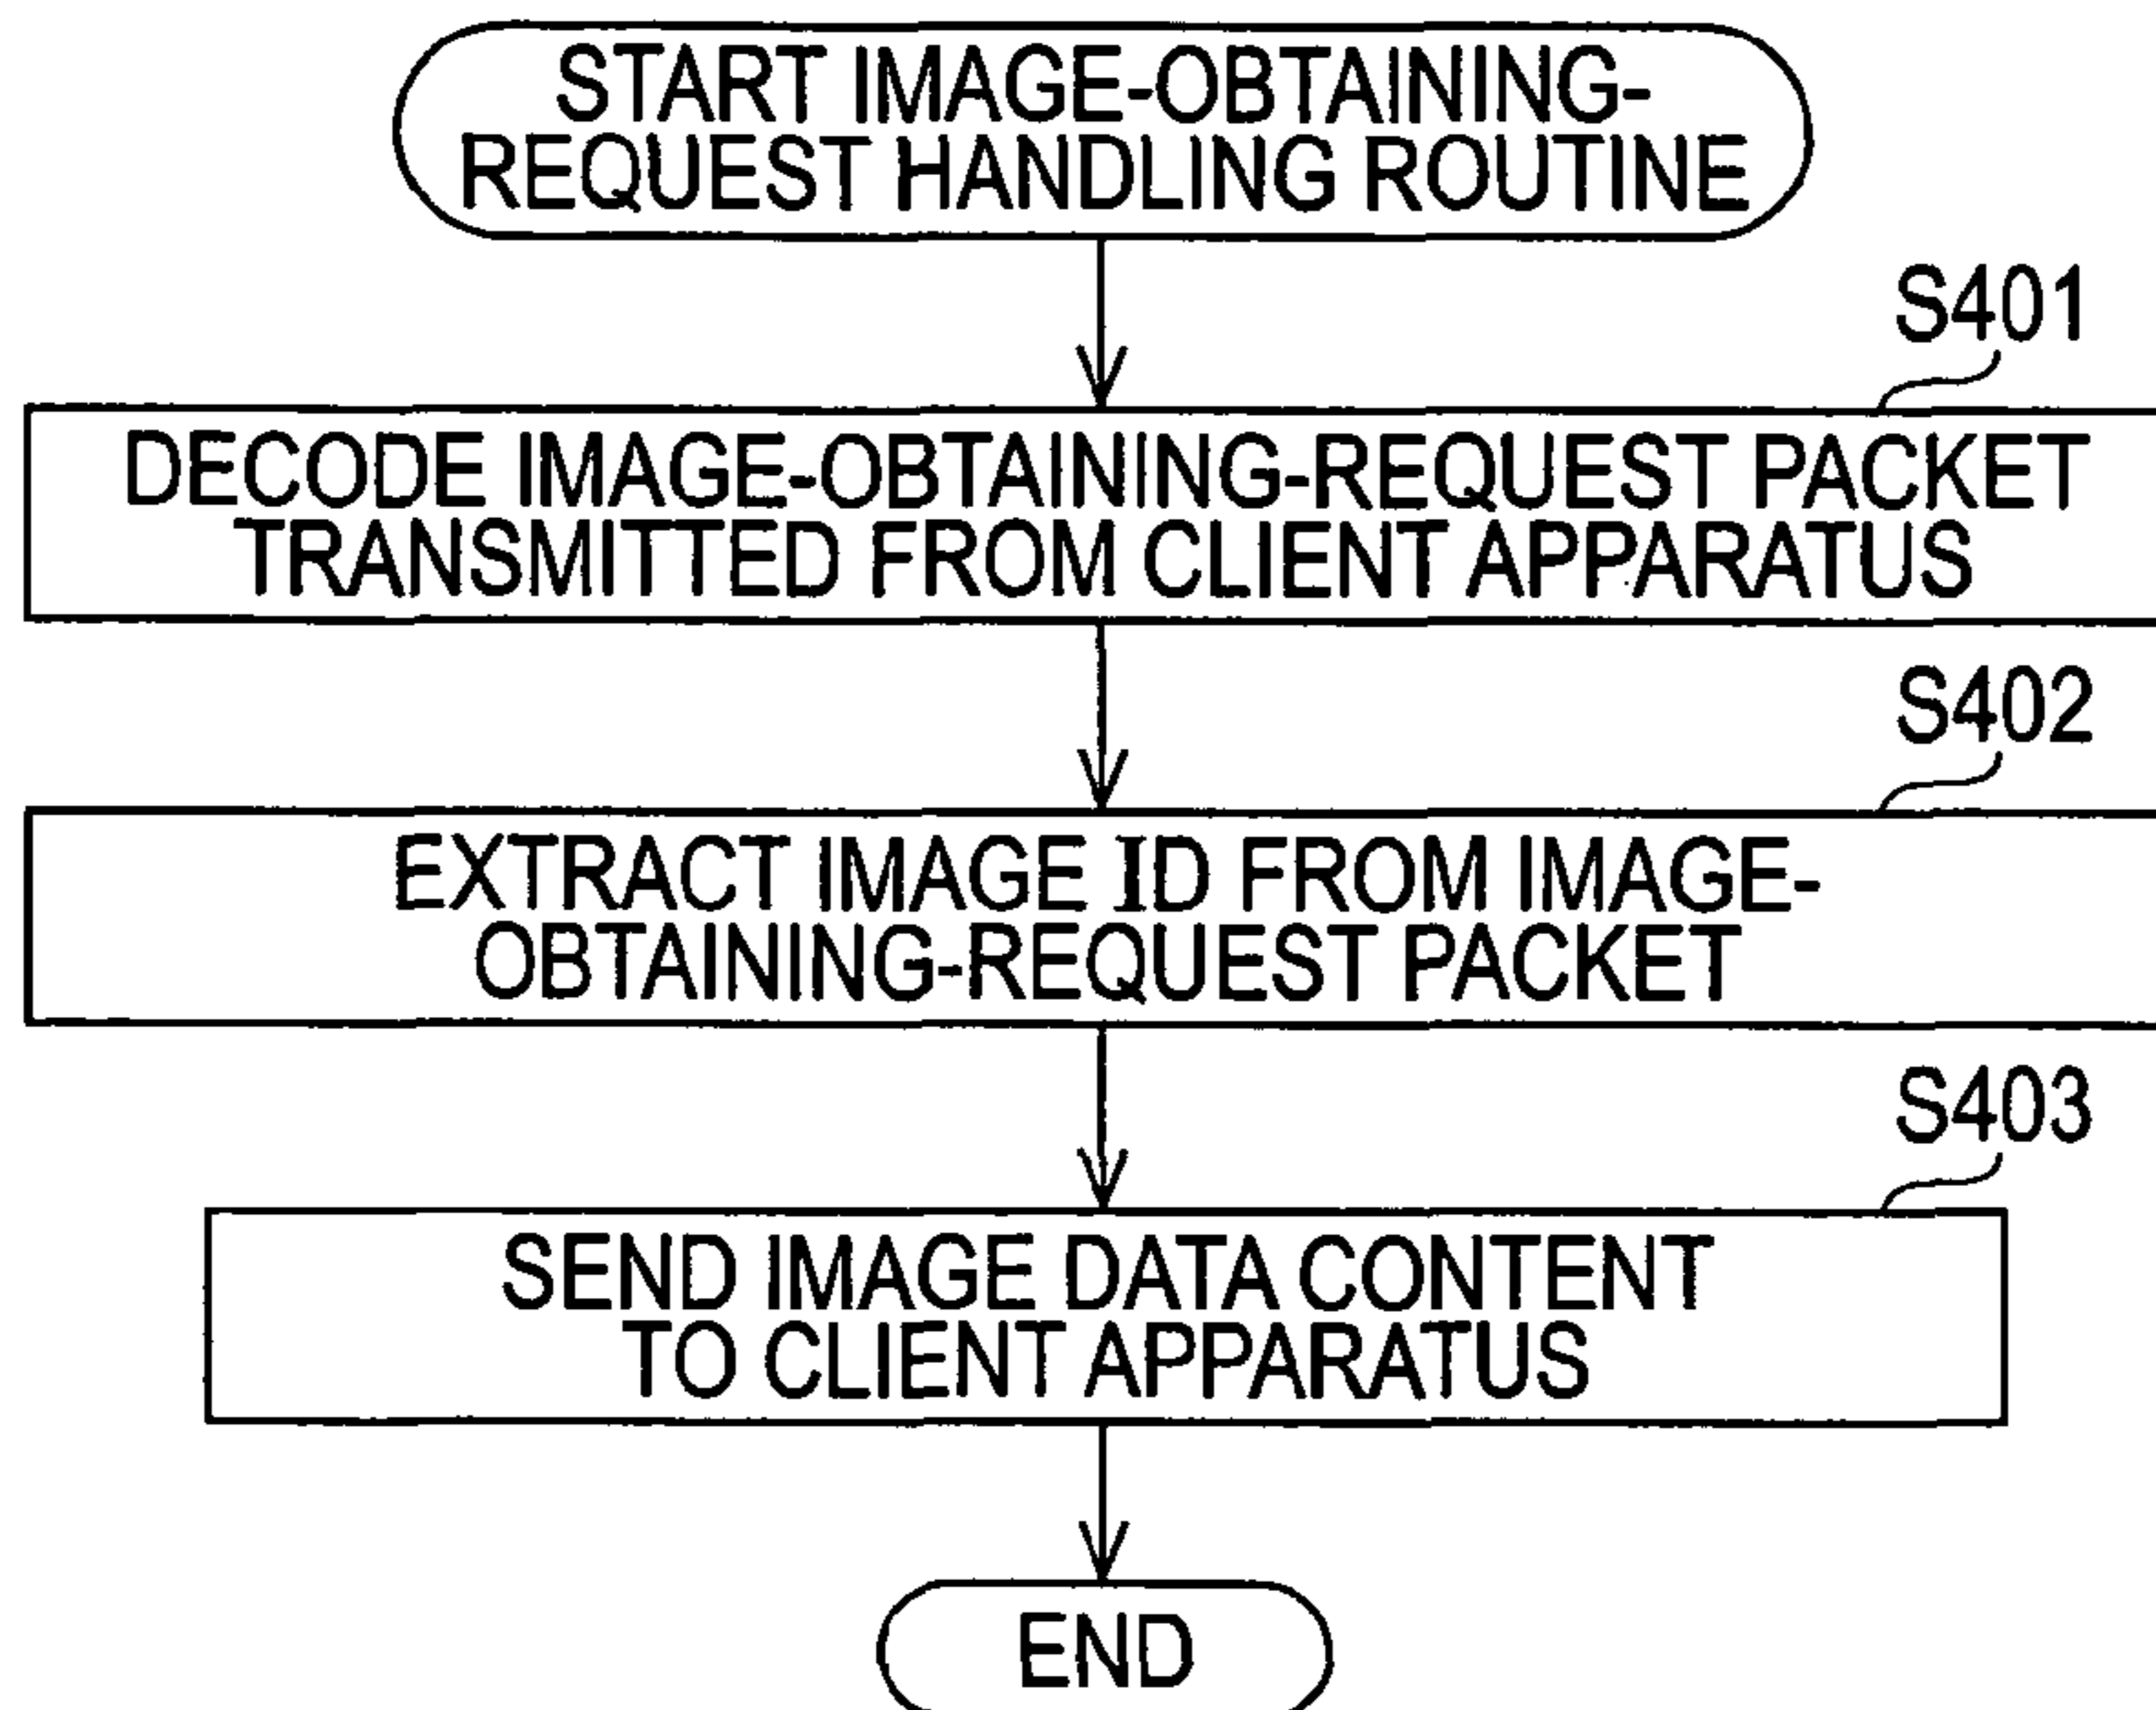 START IMAGE-OBTAINING-
REQUEST HANDLING ROUTINE
S401
DECODE IMAGE-OBTAINING-REQUEST PACKET
TRANSMITTED FROM CLIENT APPARATUS
S402
EXTRACT IMAGE ID FROM IMAGE-
OBTAINING-REQUEST PACKET
S403
SEND IMAGE DATA CONTENT
TO CLIENT APPARATUS
END